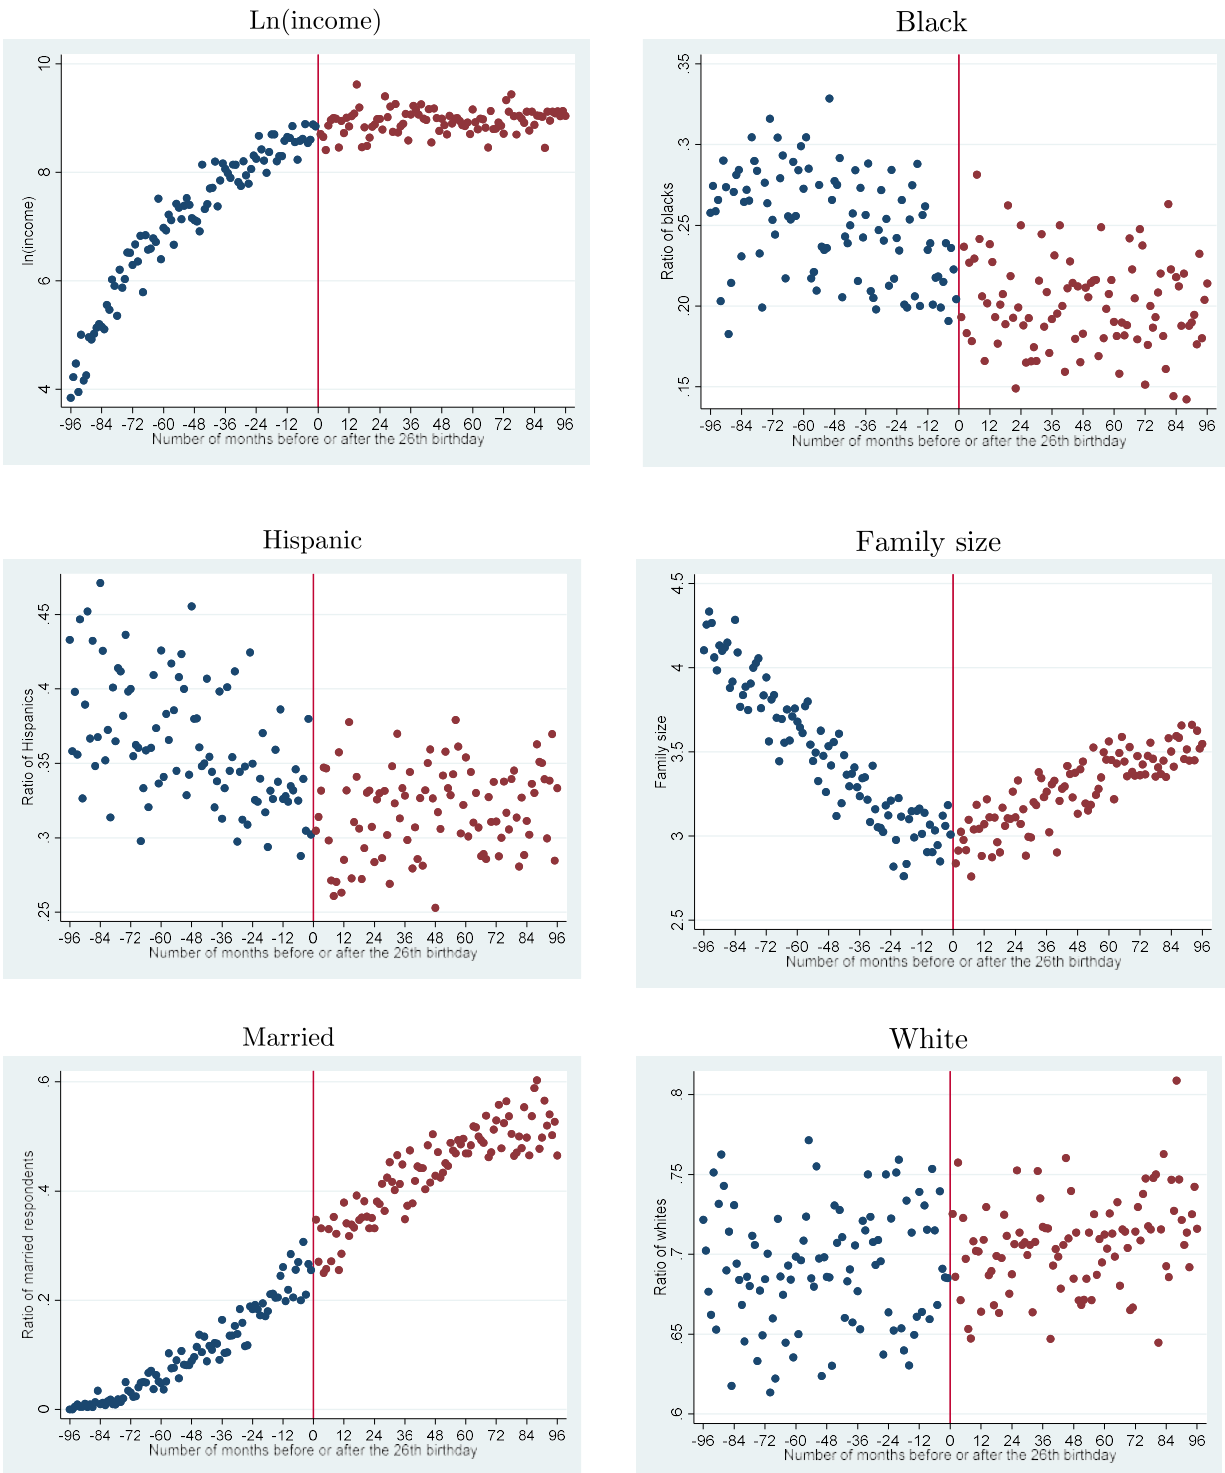 Ln(income)
10
8
6
4
ln(income)
-96 -84 -72 -60 -48 -36 -24 -12 0 12 24 36 48 60 72 84 96
Number of months before or after the 26th birthday
Black
.35
.3
.25
.20
.15
Ratio of blacks
-96 -84 -72 -60 -48 -36 -24 -12 0 12 24 36 48 60 72 84 96
Number of months before or after the 26th birthday
Hispanic
.45
.4
.35
.3
.25
Ratio of Hispanics
-96 -84 -72 -60 -48 -36 -24 -12 0 12 24 36 48 60 72 84 96
Number of months before or after the 26th birthday
Family size
4.5
4
3.5
3
2.5
Family size
-96 -84 -72 -60 -48 -36 -24 -12 0 12 24 36 48 60 72 84 96
Number of months before or after the 26th birthday
Married
.6
.4
.2
0
Ratio of married respondents
-96 -84 -72 -60 -48 -36 -24 -12 0 12 24 36 48 60 72 84 96
Number of months before or after the 26th birthday
White
.8
.75
.7
.65
.6
Ratio of whites
-96 -84 -72 -60 -48 -36 -24 -12 0 12 24 36 48 60 72 84 96
Number of months before or after the 26th birthday